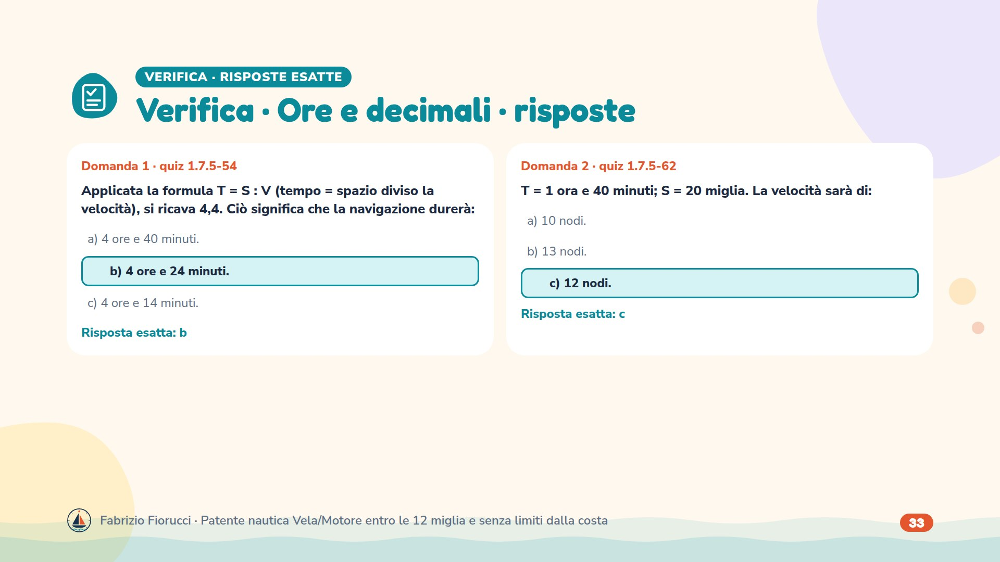 VERIFICA · RISPOSTE ESATTE
Verifica · Ore e decimali · risposte
Domanda 1 · quiz 1.7.5-54
Applicata la formula T = S : V (tempo = spazio diviso la
velocità), si ricava 4,4. Ciò significa che la navigazione durerà:
a) 4 ore e 40 minuti.
b) 4 ore e 24 minuti.
c) 4 ore e 14 minuti.
Risposta esatta: b
Domanda 2 · quiz 1.7.5-62
T = 1 ora e 40 minuti; S = 20 miglia. La velocità sarà di:
a) 10 nodi.
b) 13 nodi.
c) 12 nodi.
Risposta esatta: c
Fabrizio Fiorucci · Patente nautica Vela/Motore entro le 12 miglia e senza limiti dalla costa
33